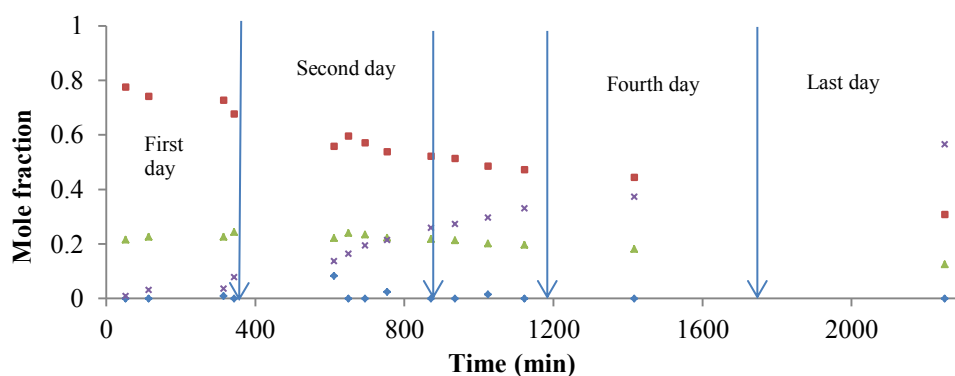 1
0.8
0.6
0.4
0.2
0
Mole fraction
First
day
Second day
Fourth day
Last day
0 400 800 1200 1600 2000
Time (min)